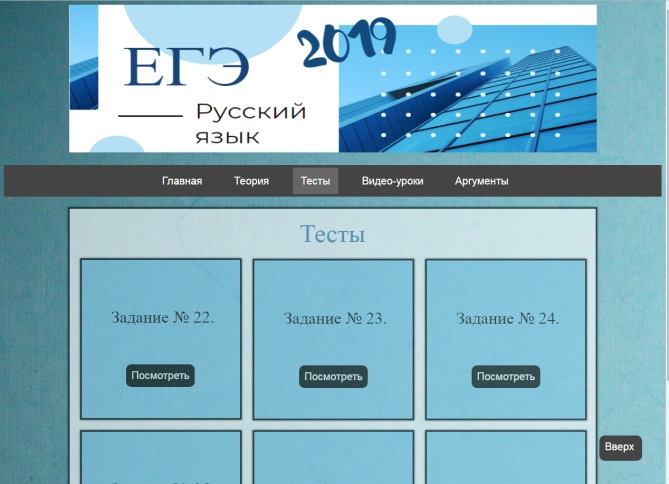 ЕГЭ
2019
Русский
язык
Главная Теория Тесты Видео-уроки Аргументы
Тесты
Задание № 22. Задание № 23. Задание № 24.
Посмотреть Посмотреть Посмотреть
Вверх